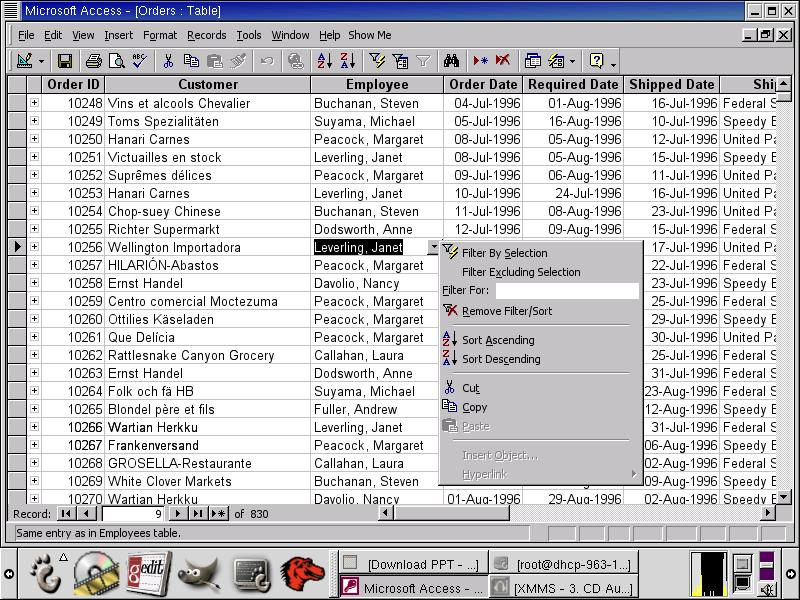 Microsoft Access - [Orders : Table]
File Edit View Insert Format Records Tools Window Help Show Me
Order ID Customer Employee Order Date Required Date Shipped Date Shi
10248 Vins et alcools Chevalier Buchanan, Steven 04-Jul-1996 01-Aug-1996 16-Jul-1996 Federal S
10249 Toms Spezialitäten Suyama, Michael 05-Jul-1996 16-Aug-1996 10-Jul-1996 Speedy E
10250 Hanari Carnes Peacock, Margaret 08-Jul-1996 05-Aug-1996 12-Jul-1996 United Pa
10251 Victuailles en stock Leverling, Janet 08-Jul-1996 05-Aug-1996 15-Jul-1996 Speedy E
10252 Suprêmes délices Peacock, Margaret 09-Jul-1996 06-Aug-1996 11-Jul-1996 United Pa
10253 Hanari Carnes Leverling, Janet 10-Jul-1996 24-Jul-1996 16-Jul-1996 United Pa
10254 Chop-suey Chinese Buchanan, Steven 11-Jul-1996 08-Aug-1996 23-Jul-1996 United Pa
10255 Richter Supermarkt Dodsworth, Anne 12-Jul-1996 09-Aug-1996 15-Jul-1996 Federal S
10256 Wellington Importadora Leverling, Janet 17-Jul-1996 United Pa
10257 HILARIÓN-Abastos Peacock, Margaret 22-Jul-1996 Federal S
10258 Ernst Handel Davolio, Nancy 23-Jul-1996 Speedy E
10259 Centro comercial Moctezuma Peacock, Margaret 25-Jul-1996 Federal S
10260 Ottilies Käseladen Peacock, Margaret 29-Jul-1996 Speedy E
10261 Que Delícia Peacock, Margaret 30-Jul-1996 United Pa
10262 Rattlesnake Canyon Grocery Callahan, Laura 25-Jul-1996 Federal S
10263 Ernst Handel Dodsworth, Anne 31-Jul-1996 Federal S
10264 Folk och fä HB Suyama, Michael 23-Aug-1996 Federal S
10265 Blondel père et fils Fuller, Andrew 12-Aug-1996 Speedy E
10266 Wartian Herkku Leverling, Janet 31-Jul-1996 Federal S
10267 Frankenversand Peacock, Margaret 06-Aug-1996 Speedy E
10268 GROSELLA-Restaurante Callahan, Laura 02-Aug-1996 Federal S
10269 White Clover Markets Buchanan, Steven 09-Aug-1996 Speedy E
10270 Wartian Herkku Davolio, Nancy 01-Aug-1996 29-Aug-1996 02-Aug-1996 Speedy E
Filter By Selection
Filter Excluding Selection
Filter For:
Remove Filter/Sort
Sort Ascending
Sort Descending
Cut
Copy
Paste
Insert Object...
Hyperlink
Record: 9 of 830
Same entry as in Employees table.
gedit
[Download PPT - ...] [root@dhcp-963-1...]
Microsoft Access - ... [XMMS - 3. CD Au...]